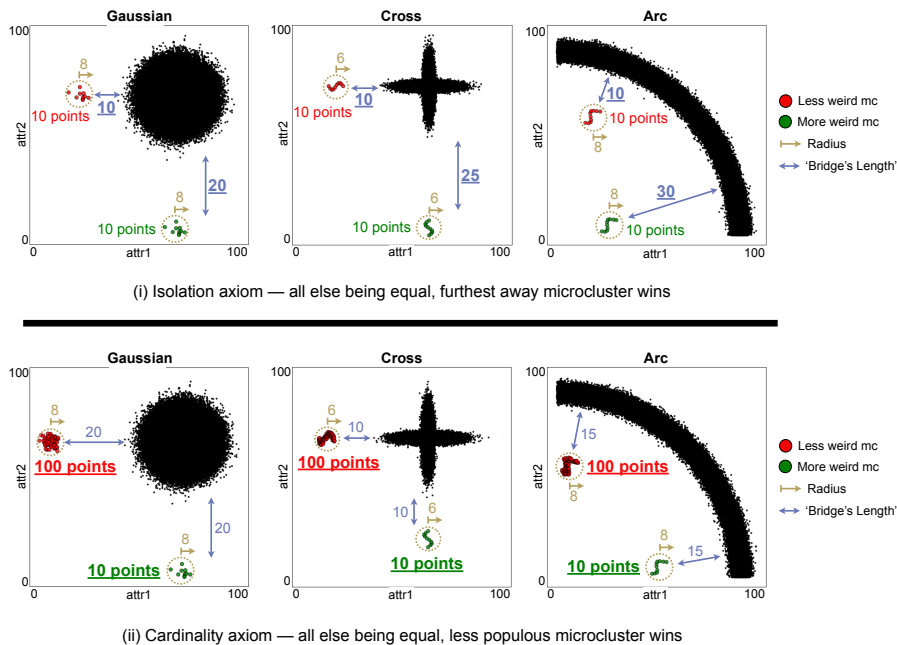 Gaussian
Cross
Arc
100
attr2
0
attr1
100
8
10
10 points
20
8
10 points
100
attr2
0
attr1
100
6
10
10 points
25
6
10 points
100
attr2
0
attr1
100
10
10 points
8
30
8
10 points
Less weird mc
More weird mc
Radius
‘Bridge's Length’
(i) Isolation axiom — all else being equal, furthest away microcluster wins
Gaussian
Cross
Arc
100
attr2
0
attr1
100
8
20
100 points
20
8
10 points
100
attr2
0
attr1
100
6
10
100 points
10
6
10 points
100
attr2
0
attr1
100
15
100 points
8
8
15
10 points
Less weird mc
More weird mc
Radius
‘Bridge's Length’
(ii) Cardinality axiom — all else being equal, less populous microcluster wins